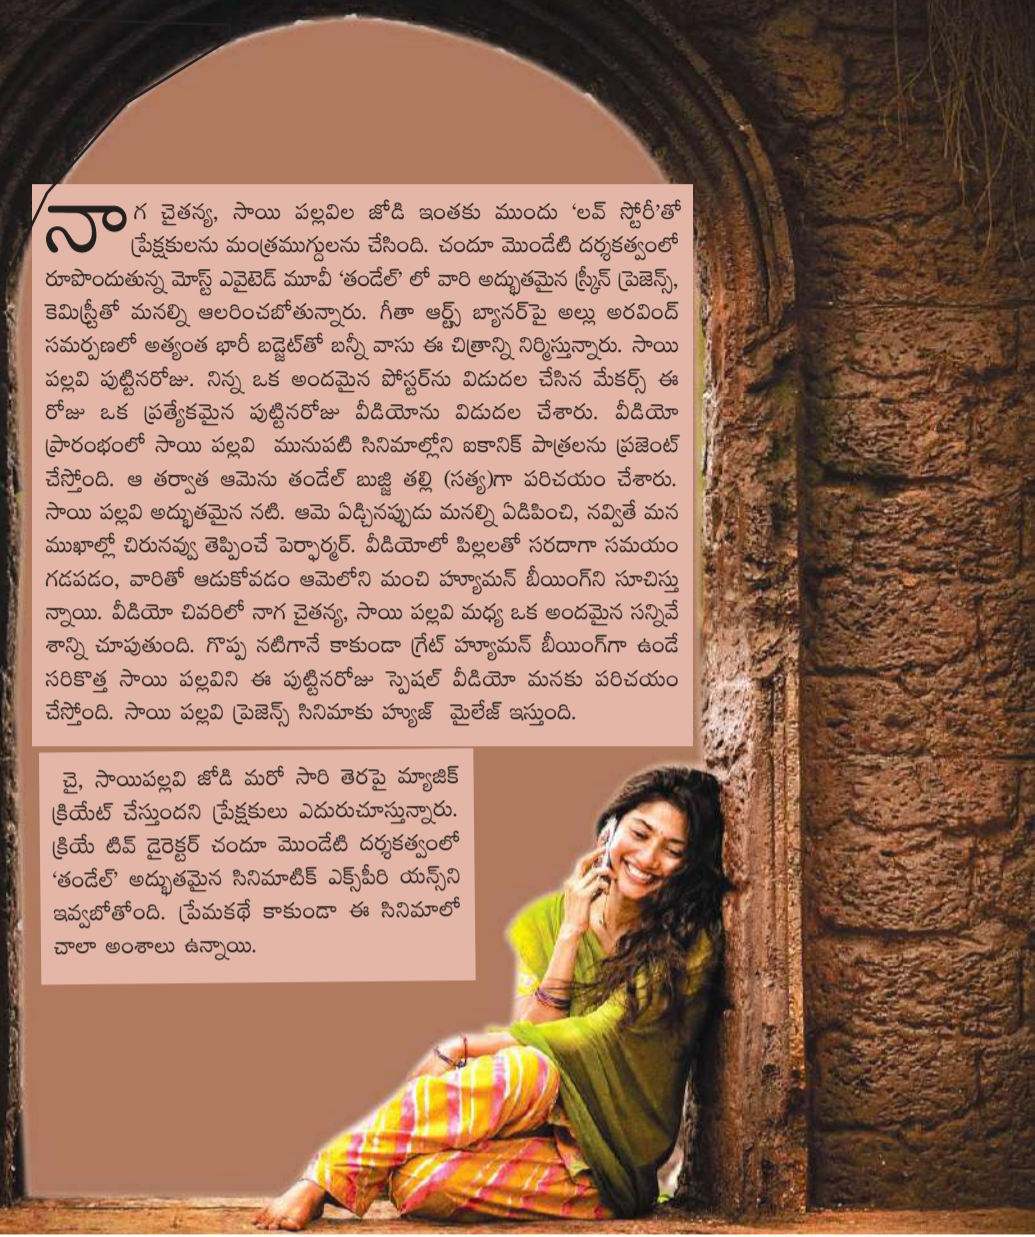 నాగ చైతన్య, సాయి పల్లవిల జోడి ఇంతకు ముందు ‘లవ్ స్టోరీ’తో
ప్రేక్షకులను మంత్రముగ్దులను చేసింది. చందూ మొండేటి దర్శకత్వంలో
రూపొందుతున్న మోస్ట్ ఎవైటెడ్ మూవీ ‘తండేల్’ లో వారి అద్భుతమైన స్క్రీన్ ప్రెజెన్స్,
కెమిస్ట్రీతో మనల్ని ఆలరించబోతున్నారు. గీతా ఆర్ట్స్ బ్యానర్‌పై అల్లు అరవింద్
సమర్పణలో అత్యంత భారీ బడ్జెట్‌తో బన్నీ వాసు ఈ చిత్రాన్ని నిర్మిస్తున్నారు. సాయి
పల్లవి పుట్టినరోజు. నిన్న ఒక అందమైన పోస్టర్‌ను విడుదల చేసిన మేకర్స్ ఈ
రోజు ఒక ప్రత్యేకమైన పుట్టినరోజు వీడియోను విడుదల చేశారు. వీడియో
ప్రారంభంలో సాయి పల్లవి మునుపటి సినిమాల్లోని ఐకానిక్ పాత్రలను ప్రజెంట్
చేస్తోంది. ఆ తర్వాత ఆమెను తండేల్ బుజ్జి తల్లి (సత్య)గా పరిచయం చేశారు.
సాయి పల్లవి అద్భుతమైన నటి. ఆమె ఏడ్చినప్పుడు మనల్ని ఏడిపించి, నవ్వితే మన
ముఖాల్లో చిరునవ్వు తెప్పించే పెర్ఫార్మర్. వీడియోలో పిల్లలతో సరదాగా సమయం
గడపడం, వారితో ఆడుకోవడం ఆమెలోని మంచి హ్యూమన్ బీయింగ్‌ని సూచిస్తు
న్నాయి. వీడియో చివరిలో నాగ చైతన్య, సాయి పల్లవి మధ్య ఒక అందమైన సన్నివే
శాన్ని చూపుతుంది. గొప్ప నటిగానే కాకుండా గ్రేట్ హ్యూమన్ బీయింగ్‌గా ఉండే
సరికొత్త సాయి పల్లవిని ఈ పుట్టినరోజు స్పెషల్ వీడియో మనకు పరిచయం
చేస్తోంది. సాయి పల్లవి ప్రెజెన్స్ సినిమాకు హ్యుజ్ మైలేజ్ ఇస్తుంది.
చై, సాయిపల్లవి జోడి మరో సారి తెరపై మ్యాజిక్
క్రియేట్ చేస్తుందని ప్రేక్షకులు ఎదురుచూస్తున్నారు.
క్రియే టివ్ డైరెక్టర్ చందూ మొండేటి దర్శకత్వంలో
‘తండేల్’ అద్భుతమైన సినిమాటిక్ ఎక్స్‌పీరి యన్స్‌ని
ఇవ్వబోతోంది. ప్రేమకథే కాకుండా ఈ సినిమాలో
చాలా అంశాలు ఉన్నాయి.